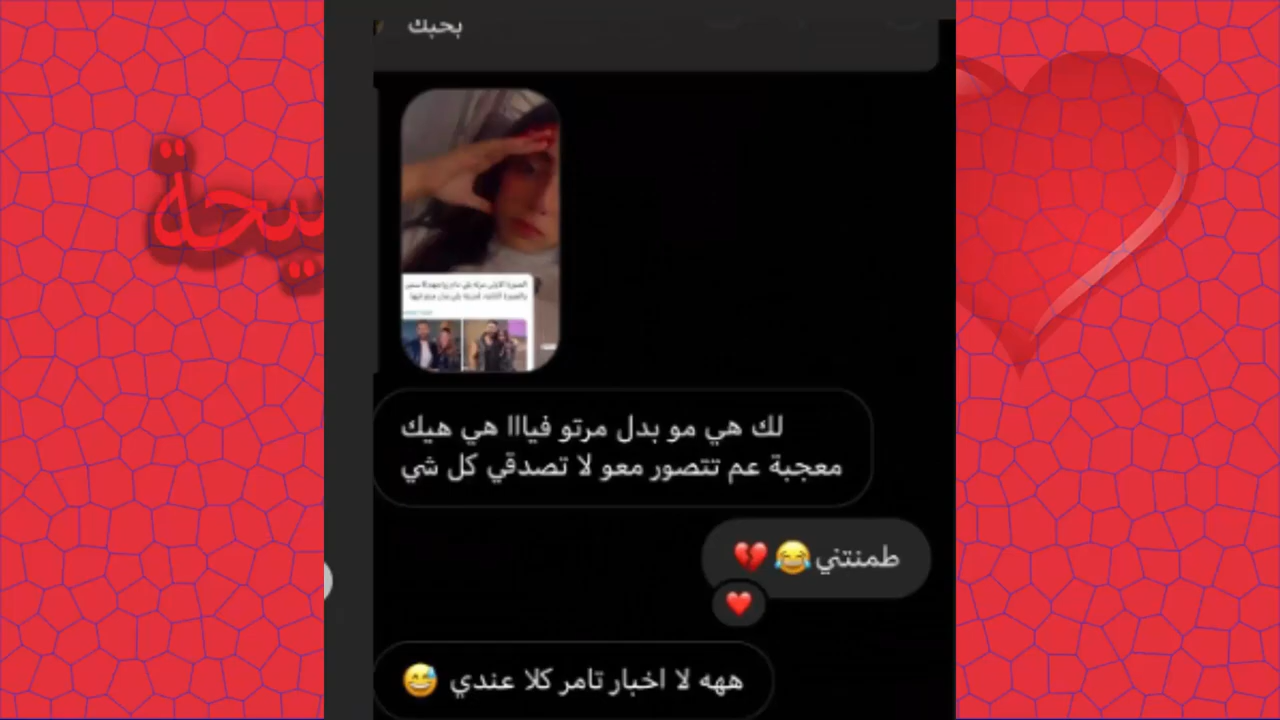 بحبك
لك هي مو بدل مرتو فيااا هي هيك
معجبة عم تتصور معو لا تصدقي كل شي
طمنتني😂💔
❤️
ههه لا اخبار تامر كلا عندي 😅